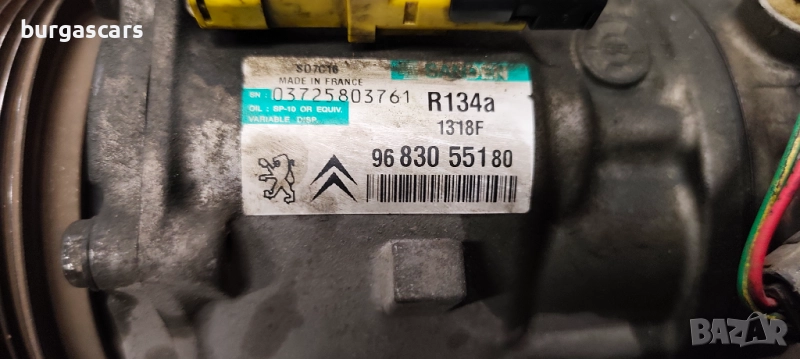 burgascars
SD7C16
SANDEN
MADE IN FRANCE
SN : 03725803761
R134a
OIL : SP-10 OR EQUIV.
VARIABLE DISP.
1318F
96 830 551 80
BAZAR